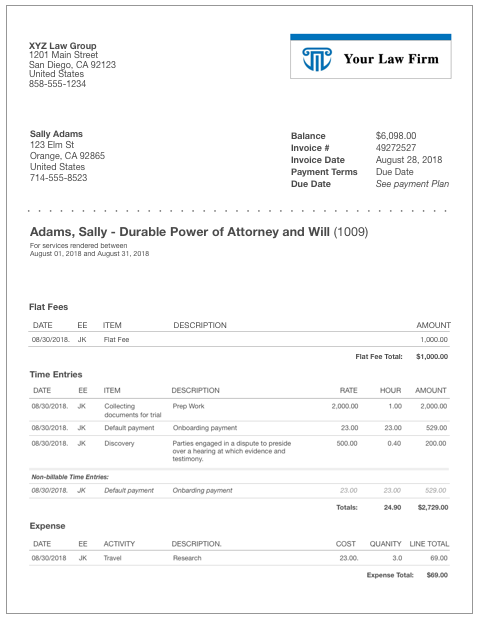 XYZ Law Group
1201 Main Street
San Diego, CA 92123
United States
858-555-1234
Your Law Firm
Sally Adams
123 Elm St
Orange, CA 92865
United States
714-555-8523
Balance $6,098.00
Invoice # 49272527
Invoice Date August 28, 2018
Payment Terms Due Date
Due Date See payment Plan
Adams, Sally - Durable Power of Attorney and Will (1009)
For services rendered between
August 01, 2018 and August 31, 2018
Flat Fees
DATE EE ITEM DESCRIPTION AMOUNT
08/30/2018. JK Flat Fee 1,000.00
Flat Fee Total: $1,000.00
Time Entries
DATE EE ITEM DESCRIPTION RATE HOUR AMOUNT
08/30/2018. JK Collecting Prep Work 2,000.00 1.00 2,000.00
documents for trial
08/30/2018. JK Default payment Onboarding payment 23.00 23.00 529.00
08/30/2018. JK Discovery Parties engaged in a dispute to preside 500.00 0.40 200.00
over a hearing at which evidence and
testimony.
Non-billable Time Entries:
08/30/2018. JK Default payment Onbarding payment 23.00 23.00 529.00
Totals: 24.90 $2,729.00
Expense
DATE EE ACTIVITY DESCRIPTION. COST QUANITY LINE TOTAL
08/30/2018 JK Travel Research 23.00. 3.0 69.00
Expense Total: $69.00